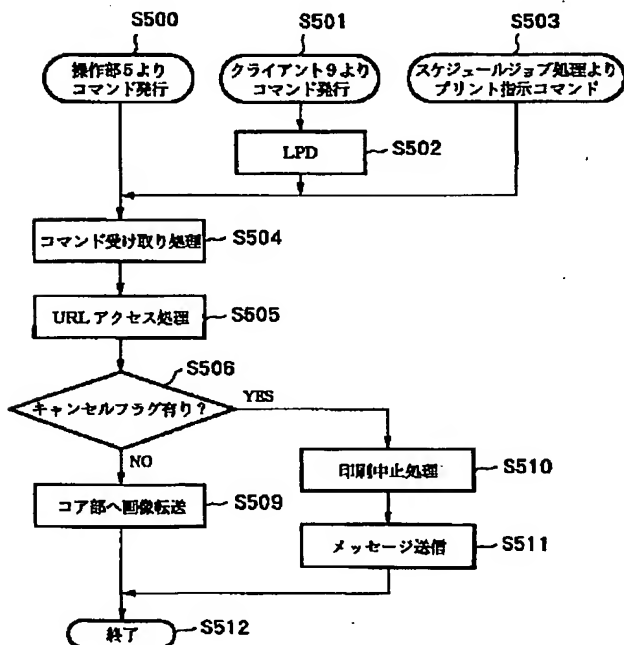 S500
S501
S503
操作部5より
コマンド発行
クライアント9より
コマンド発行
スケジュールジョブ処理より
プリント指示コマンド
LPD
S502
コマンド受け取り処理
S504
URLアクセス処理
S505
S506
キャンセルフラグ有り?
YES
NO
印刷中止処理
S510
コア部へ画像転送
S509
メッセージ送信
S511
終了
S512